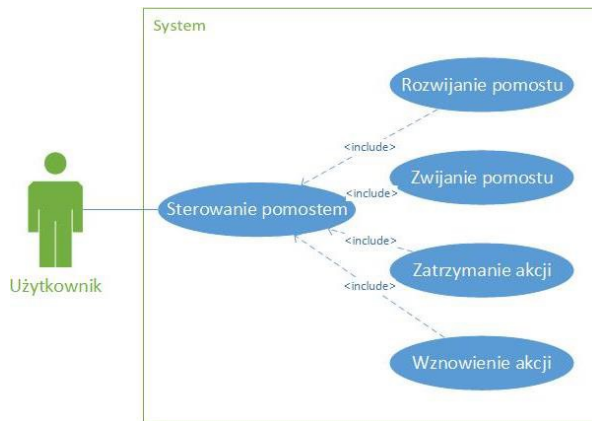 System
Rozwijanie pomostu
<include>
Zwijanie pomostu
<include>
Sterowanie pomostem
<include>
Zatrzymanie akcji
Użytkownik
<include>
Wznowienie akcji